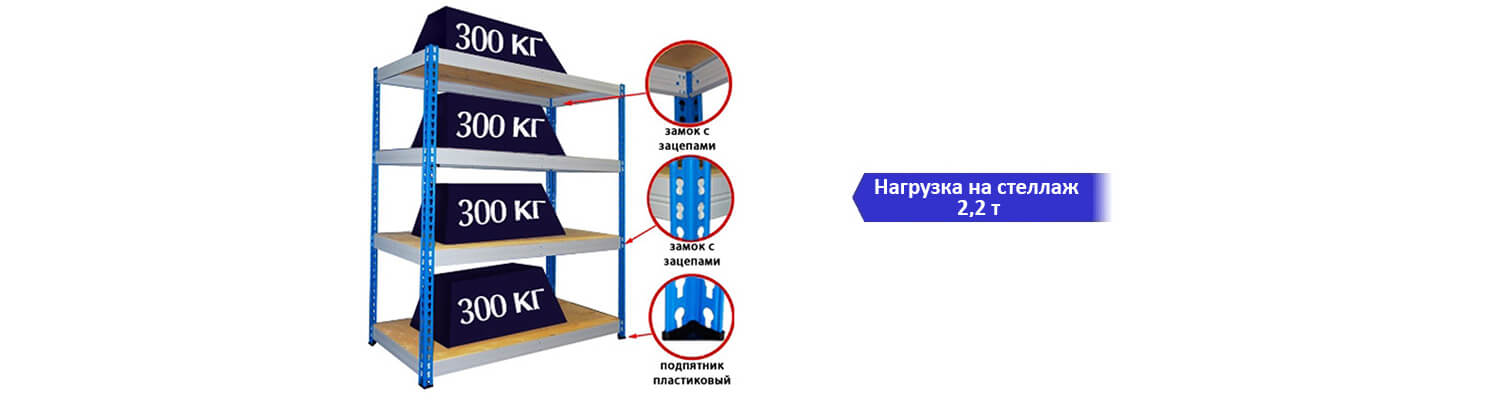 300 КГ
300 КГ
300 КГ
300 КГ
замок с
зацепами
замок с
зацепами
подпятник
пластиковый
Нагрузка на стеллаж
2,2 т